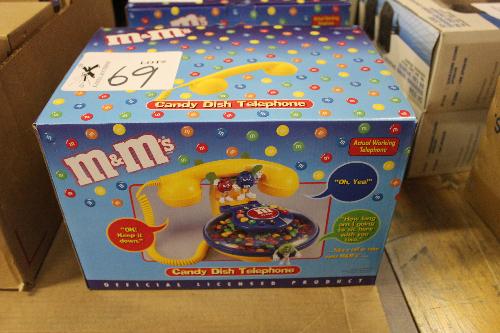 m&m's
LOT#
69
Candy Dish Telephone
m&m's
Actual Working
Telephone!
"Oh, Yea!"
"OK!
Keep it
down."
"How long
am I going
to sit here
with you
two."
Candy Dish Telephone
OFFICIAL LICENSED PRODUCT